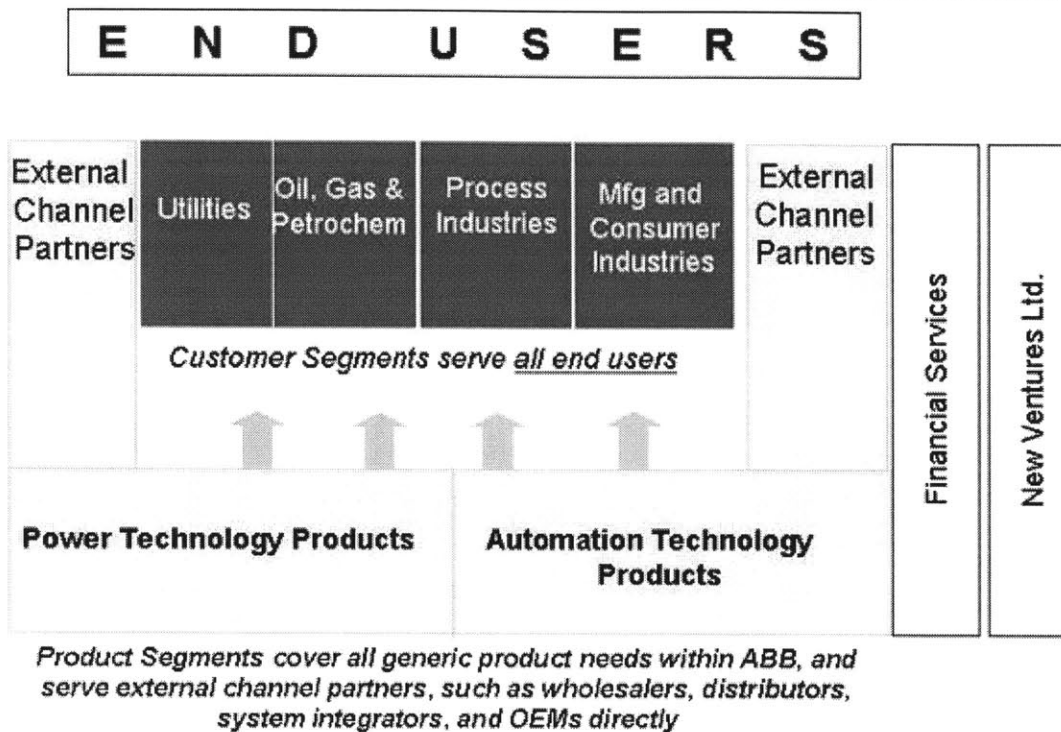 E N D U S E R S
External
Channel
Partners
Utilities
Oil, Gas &
Petrochem
Process
Industries
Mfg and
Consumer
Industries
External
Channel
Partners
Customer Segments serve all end users
Power Technology Products
Automation Technology
Products
Financial Services
New Ventures Ltd.
Product Segments cover all generic product needs within ABB, and
serve external channel partners, such as wholesalers, distributors,
system integrators, and OEMs directly